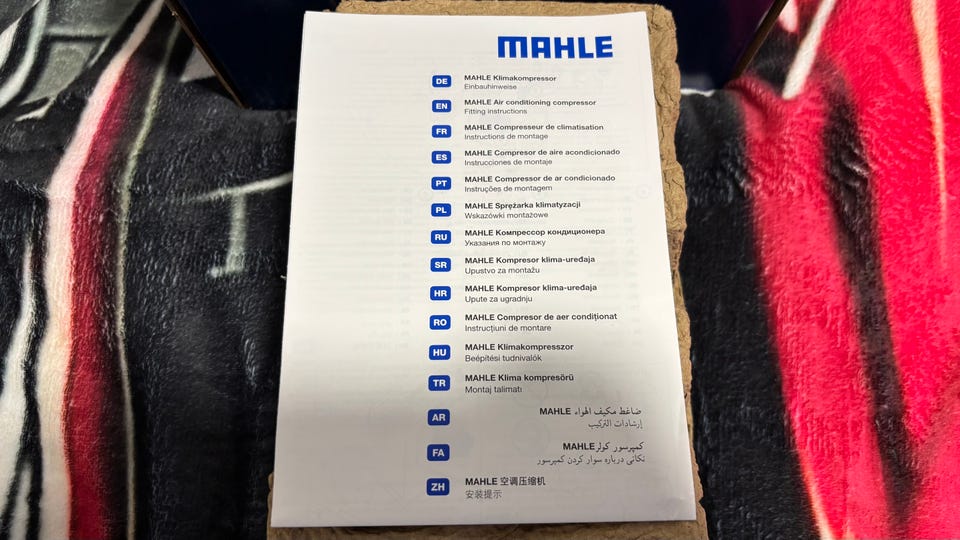 MAHLE
DE MAHLE Klimakompressor
Einbauhinweise
EN MAHLE Air conditioning compressor
Fitting instructions
FR MAHLE Compresseur de climatisation
Instructions de montage
ES MAHLE Compresor de aire acondicionado
Instrucciones de montaje
PT MAHLE Compressor de ar condicionado
Instruções de montagem
PL MAHLE Sprężarka klimatyzacji
Wskazówki montażowe
RU MAHLE Компрессор кондиционера
Указания по монтажу
SR MAHLE Kompresor klima-uređaja
Upustvo za montažu
HR MAHLE Kompresor klima-uređaja
Upute za ugradnju
RO MAHLE Compresor de aer condiționat
Instrucțiuni de montare
HU MAHLE Klímakompresszor
Beépítési tudnivalók
TR MAHLE Klima kompresörü
Montaj talimatı
AR ضاغط مكيف الهواء MAHLE
إرشادات التركيب
FA کمپرسور کولر MAHLE
نکاتی درباره سوار کردن کمپرسور
ZH MAHLE 空调压缩机
安装提示